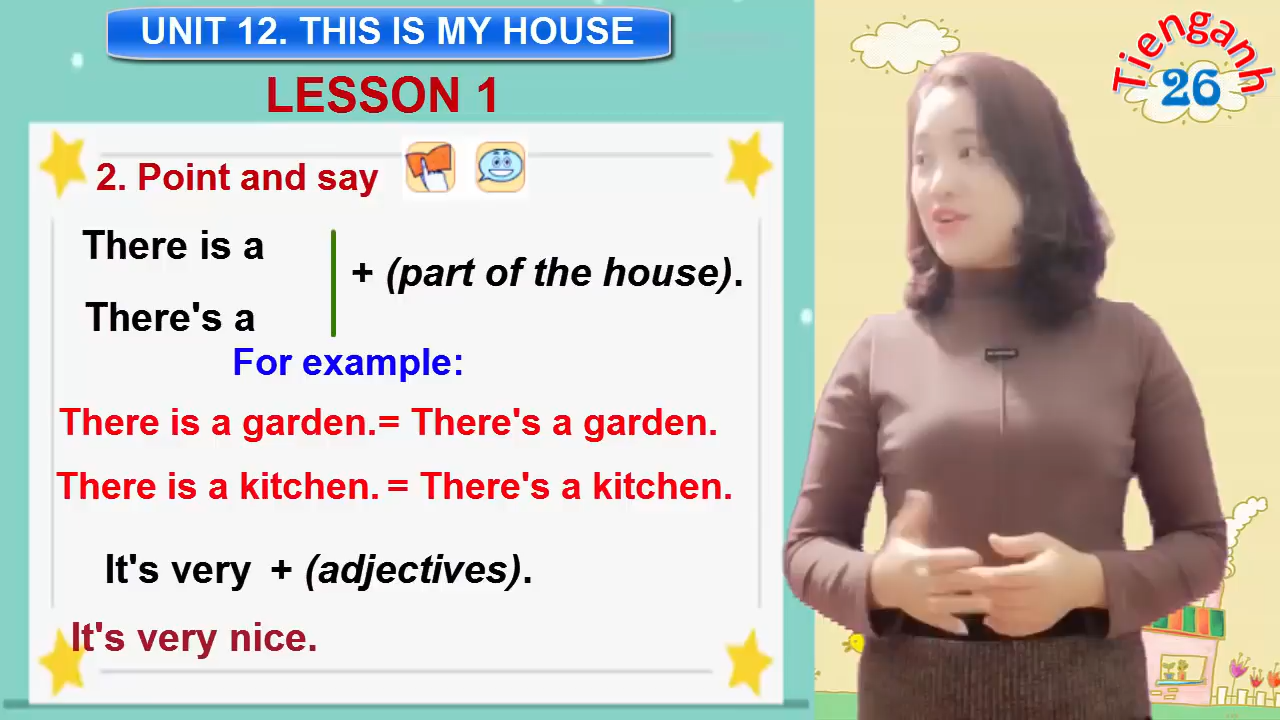 UNIT 12. THIS IS MY HOUSE
LESSON 1
2. Point and say
There is a
There's a
+ (part of the house).
For example:
There is a garden.= There's a garden.
There is a kitchen. = There's a kitchen.
It's very + (adjectives).
It's very nice.
Tienganh
26